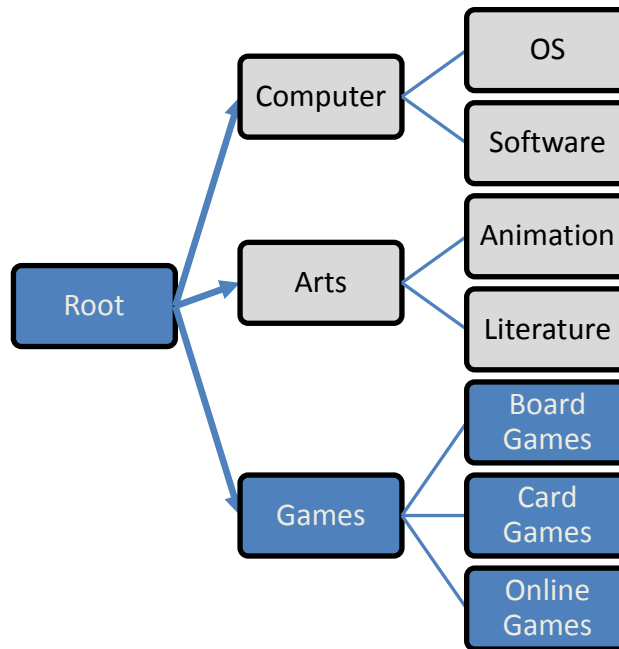 OS
Computer
Software
Animation
Arts
Root
Literature
Board
Games
Games
Card
Games
Online
Games